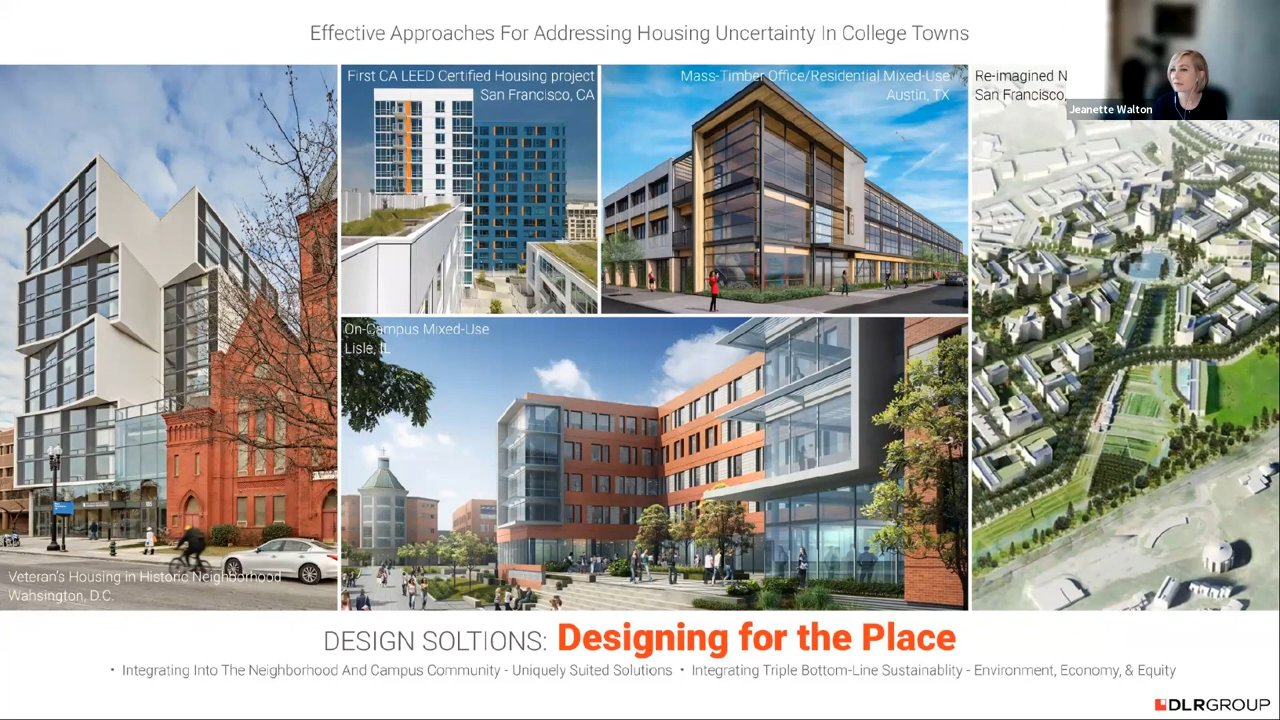 Effective Approaches For Addressing Housing Uncertainty In College Towns
First CA LEED Certified Housing project
San Francisco, CA
Mass-Timber Office/Residential Mixed-Use
Austin, TX
Re-imagined N
San Francisco,
Jeanette Walton
On-Campus Mixed-Use
Lisle, IL
Veteran's Housing in Historic Neighborhood
Wahsington, D.C.
DESIGN SOLTIONS: Designing for the Place
• Integrating Into The Neighborhood And Campus Community - Uniquely Suited Solutions • Integrating Triple Bottom-Line Sustainablity - Environment, Economy, & Equity
DLRGROUP